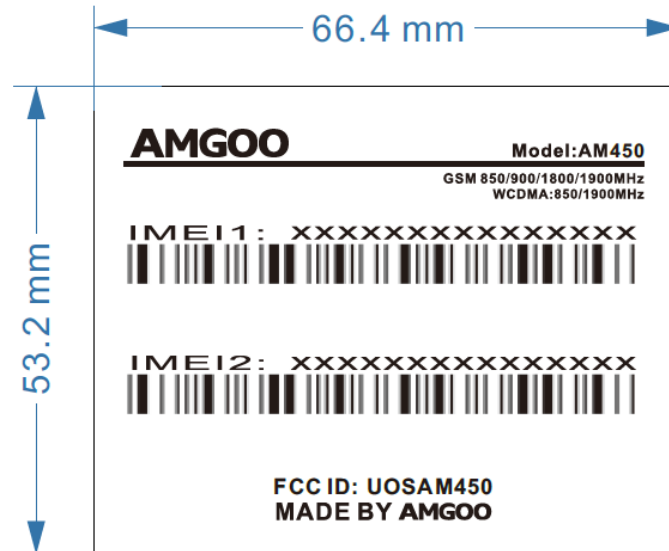 66.4 mm
53.2 mm
AMGOO
Model:AM450
GSM 850/900/1800/1900MHz
WCDMA:850/1900MHz
IMEI1: XXXXXXXXXXXXXXX
IMEI2: XXXXXXXXXXXXXXX
FCC ID: UOSAM450
MADE BY AMGOO